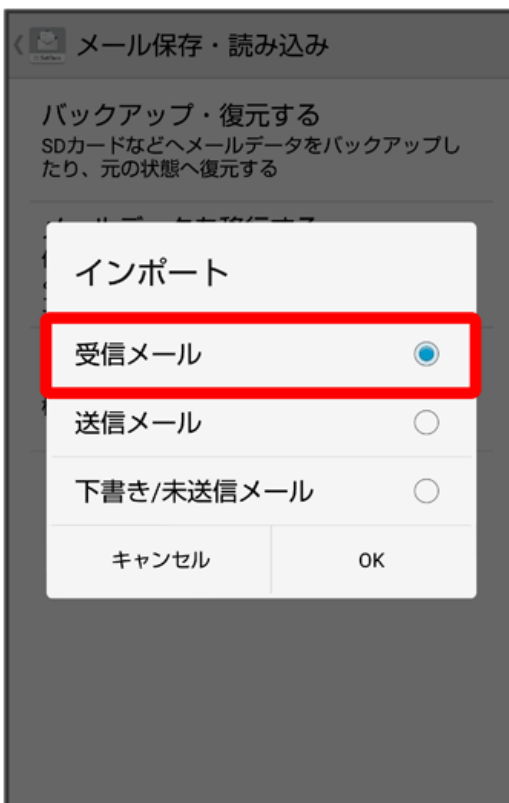 メール保存・読み込み
バックアップ・復元する
SDカードなどへメールデータをバックアップし
たり、元の状態へ復元する
インポート
受信メール
送信メール
下書き/未送信メール
キャンセル
OK